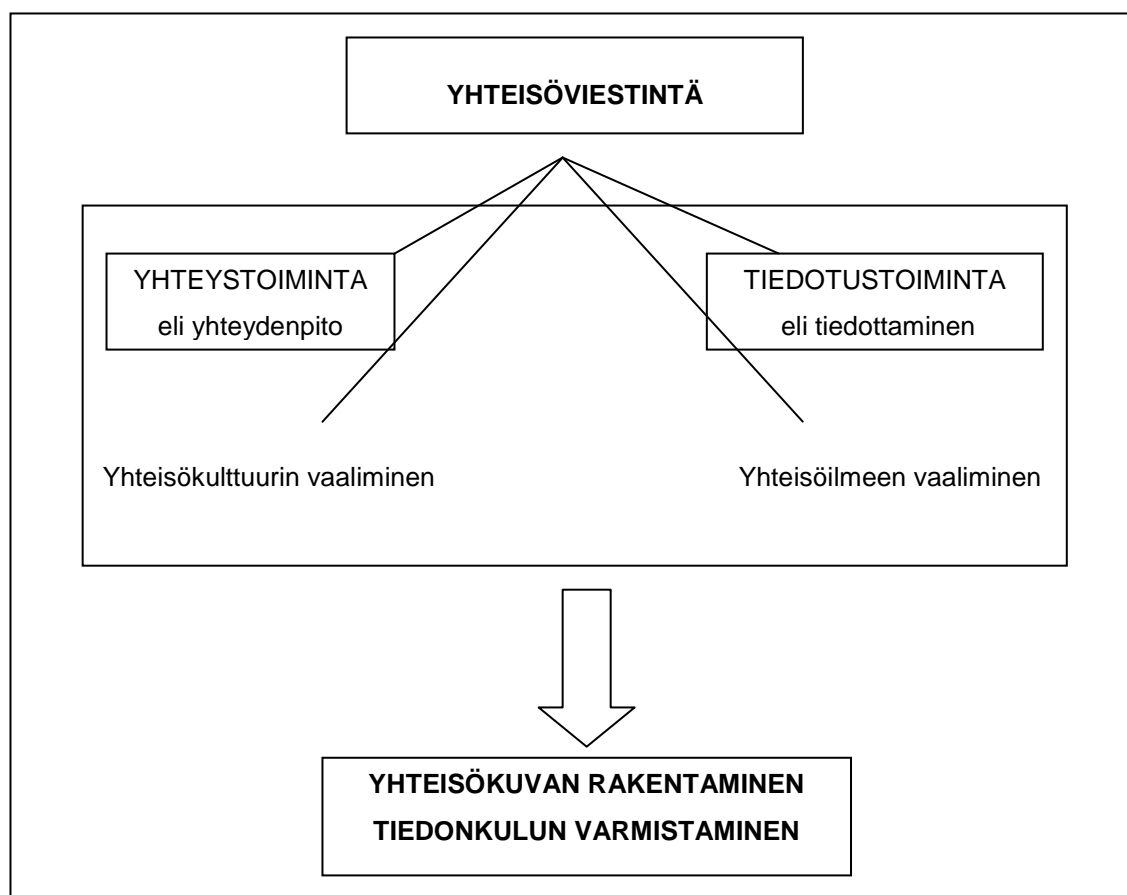 YHTEISÖVIESTINTÄ
YHTEYSTOIMINTA
eli yhteydenpito
TIEDOTUSTOIMINTA
eli tiedottaminen
Yhteisökulttuurin vaaliminen
Yhteisöilmeen vaaliminen
YHTEISÖKUVAN RAKENTAMINEN
TIEDONKULUN VARMISTAMINEN